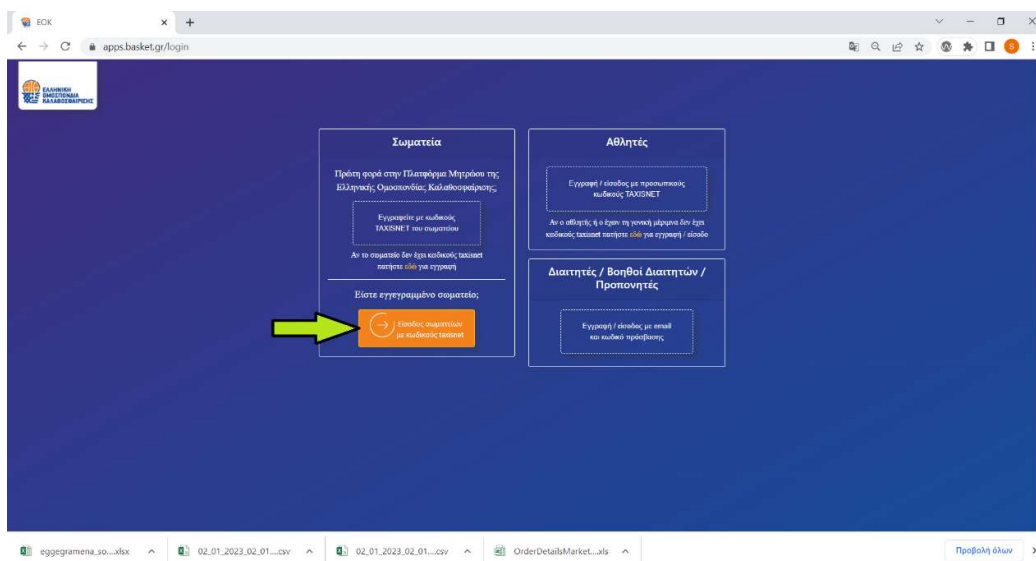 EOK
apps.basket.gr/login
S
ΕΛΛΗΝΙΚΗ
ΟΜΟΣΠΟΝΔΙΑ
ΚΑΛΑΘΟΣΦΑΙΡΙΣΗΣ
Σωματεία
Πρώτη φορά στην Πλατφόρμα Μητρώου της
Ελληνικής Ομοσπονδίας Καλαθοσφαίρισης;
Εγγραφείτε με κωδικούς
TAXISNET του σωματείου
Αν το σωματείο δεν έχει κωδικούς taxisnet
πατήστε εδώ για εγγραφή
Είστε εγγεγραμμένο σωματείο;
Είσοδος σωματείων
με κωδικούς taxisnet
Αθλητές
Εγγραφή / είσοδος με προσωπικούς
κωδικούς TAXISNET
Αν ο αθλητής ή ο έχων τη γονική μέριμνα δεν έχει
κωδικούς taxisnet πατήστε εδώ για εγγραφή / είσοδο
Διαιτητές / Βοηθοί Διαιτητών /
Προπονητές
Εγγραφή / είσοδος με email
και κωδικό πρόσβασης
eggegramena_so....xlsx
02_01_2023_02_01....csv
02_01_2023_02_01....csv
OrderDetailsMarket....xls
Προβολή όλων